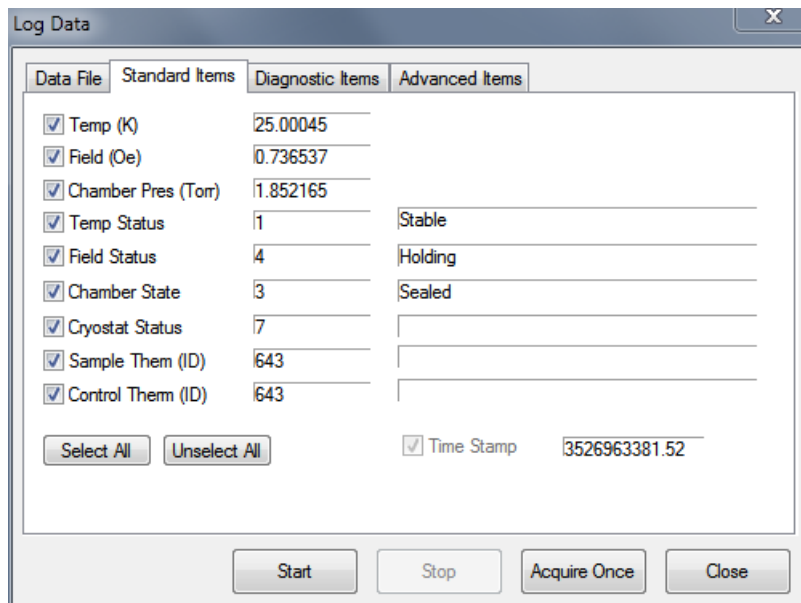 Log Data
X
Data File Standard Items Diagnostic Items Advanced Items
Temp (K) 25.00045
Field (Oe) 0.736537
Chamber Pres (Torr) 1.852165
Temp Status 1 Stable
Field Status 4 Holding
Chamber State 3 Sealed
Cryostat Status 7
Sample Them (ID) 643
Control Therm (ID) 643
Select All Unselect All Time Stamp 3526963381.52
Start Stop Acquire Once Close